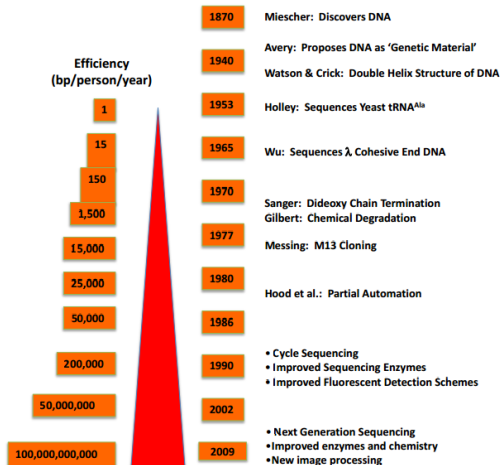 1870
Miescher: Discovers DNA
Avery: Proposes DNA as ‘Genetic Material’
1940
Efficiency
(bp/person/year)
Watson & Crick: Double Helix Structure of DNA
1
1953
Holley: Sequences Yeast tRNAAla
15
1965
Wu: Sequences λ Cohesive End DNA
150
1970
1,500
Sanger: Dideoxy Chain Termination
Gilbert: Chemical Degradation
1977
15,000
Messing: M13 Cloning
25,000
1980
Hood et al.: Partial Automation
50,000
1986
200,000
1990
• Cycle Sequencing
• Improved Sequencing Enzymes
• Improved Fluorescent Detection Schemes
50,000,000
2002
100,000,000,000
2009
• Next Generation Sequencing
•Improved enzymes and chemistry
•New image processing